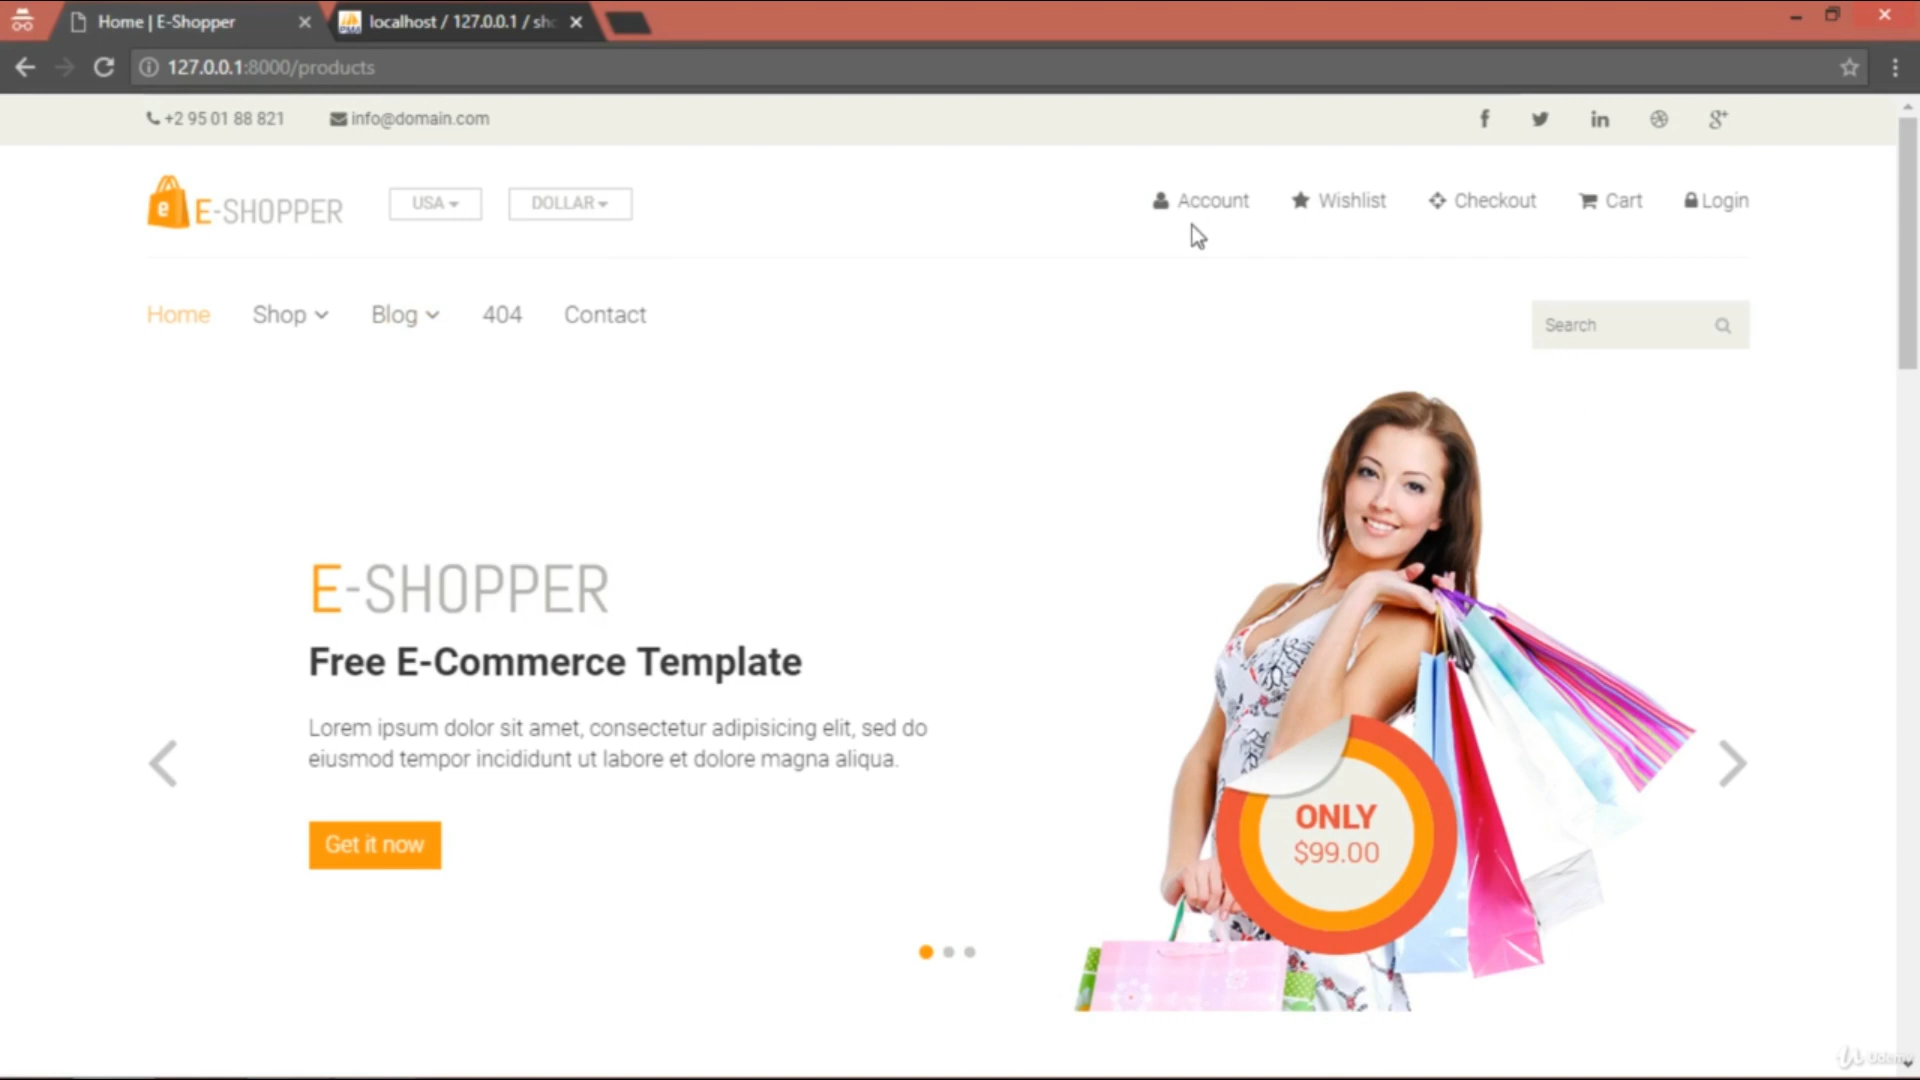 Home | E-Shopper
localhost / 127.0.0.1 / sho
127.0.0.1:8000/products
+2 95 01 88 821
info@domain.com
E-SHOPPER
USA
DOLLAR
Account
Wishlist
Checkout
Cart
Login
Home
Shop
Blog
404
Contact
Search
E-SHOPPER
Free E-Commerce Template
Lorem ipsum dolor sit amet, consectetur adipisicing elit, sed do
eiusmod tempor incididunt ut labore et dolore magna aliqua.
Get it now
ONLY
$99.00
Udemy